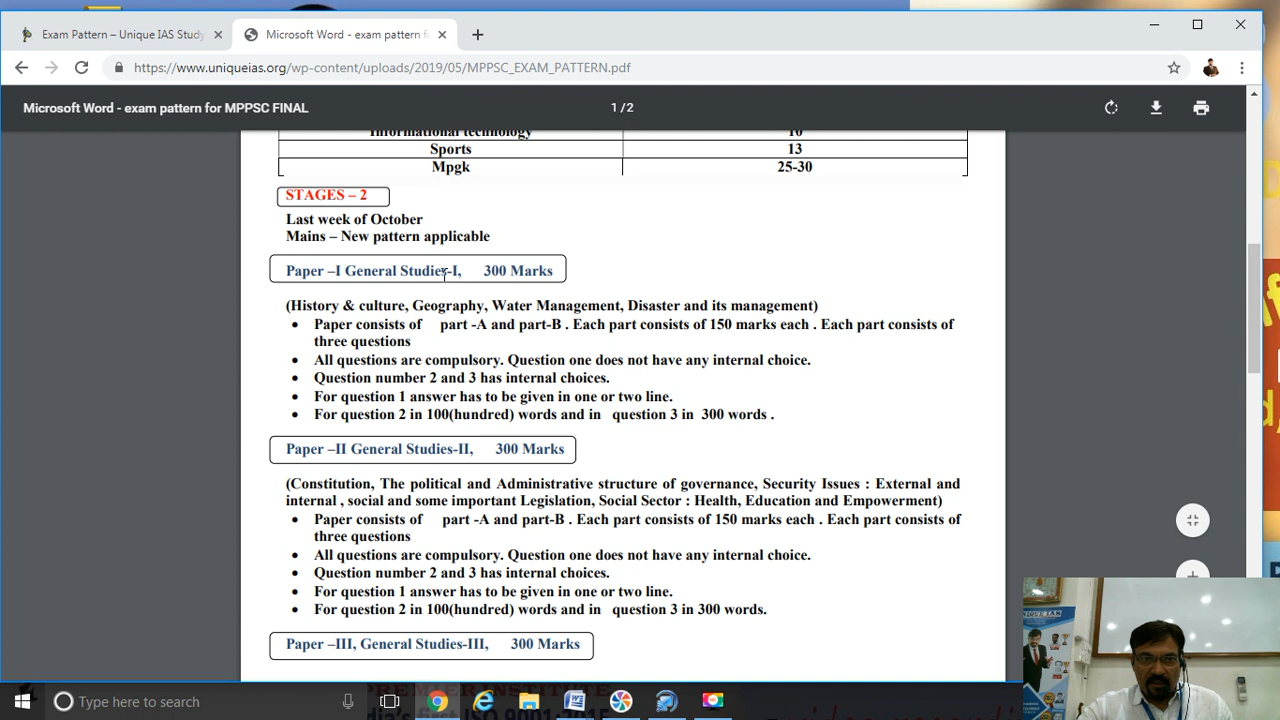 Exam Pattern – Unique IAS Study
Microsoft Word - exam pattern f
https://www.uniqueias.org/wp-content/uploads/2019/05/MPPSC_EXAM_PATTERN.pdf
Microsoft Word - exam pattern for MPPSC FINAL
1 / 2
Informational technology 10
Sports 13
Mpgk 25-30
STAGES – 2
Last week of October
Mains – New pattern applicable
Paper –I General Studies-I, 300 Marks
(History & culture, Geography, Water Management, Disaster and its management)
• Paper consists of part -A and part-B . Each part consists of 150 marks each . Each part consists of
three questions
• All questions are compulsory. Question one does not have any internal choice.
• Question number 2 and 3 has internal choices.
• For question 1 answer has to be given in one or two line.
• For question 2 in 100(hundred) words and in question 3 in 300 words .
Paper –II General Studies-II, 300 Marks
(Constitution, The political and Administrative structure of governance, Security Issues : External and
internal , social and some important Legislation, Social Sector : Health, Education and Empowerment)
• Paper consists of part -A and part-B . Each part consists of 150 marks each . Each part consists of
three questions
• All questions are compulsory. Question one does not have any internal choice.
• Question number 2 and 3 has internal choices.
• For question 1 answer has to be given in one or two line.
• For question 2 in 100(hundred) words and in question 3 in 300 words.
Paper –III, General Studies-III, 300 Marks
UNIQUE IAS
Type here to search
PREMIER INSTITUTE